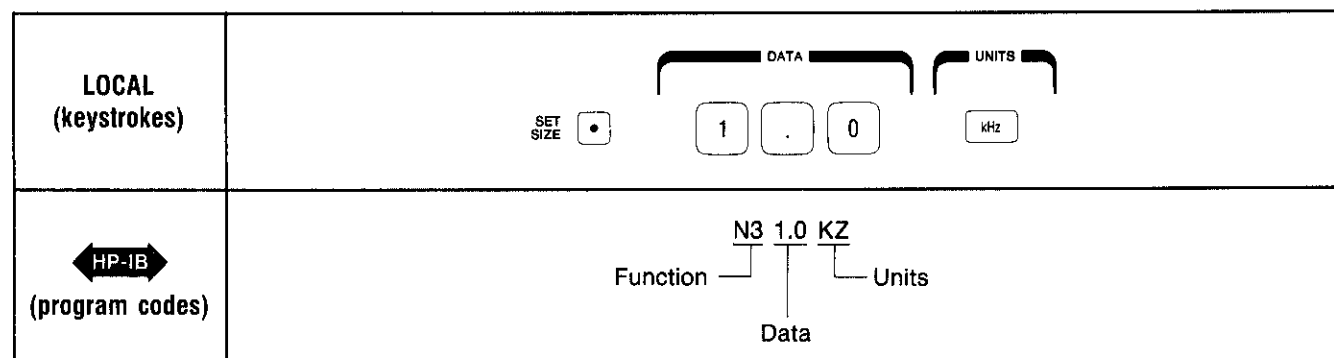 LOCAL
(keystrokes)
DATA
UNITS
SET
SIZE
1 . 0
kHz
HP-IB
(program codes)
N3 1.0 KZ
Function
Units
Data